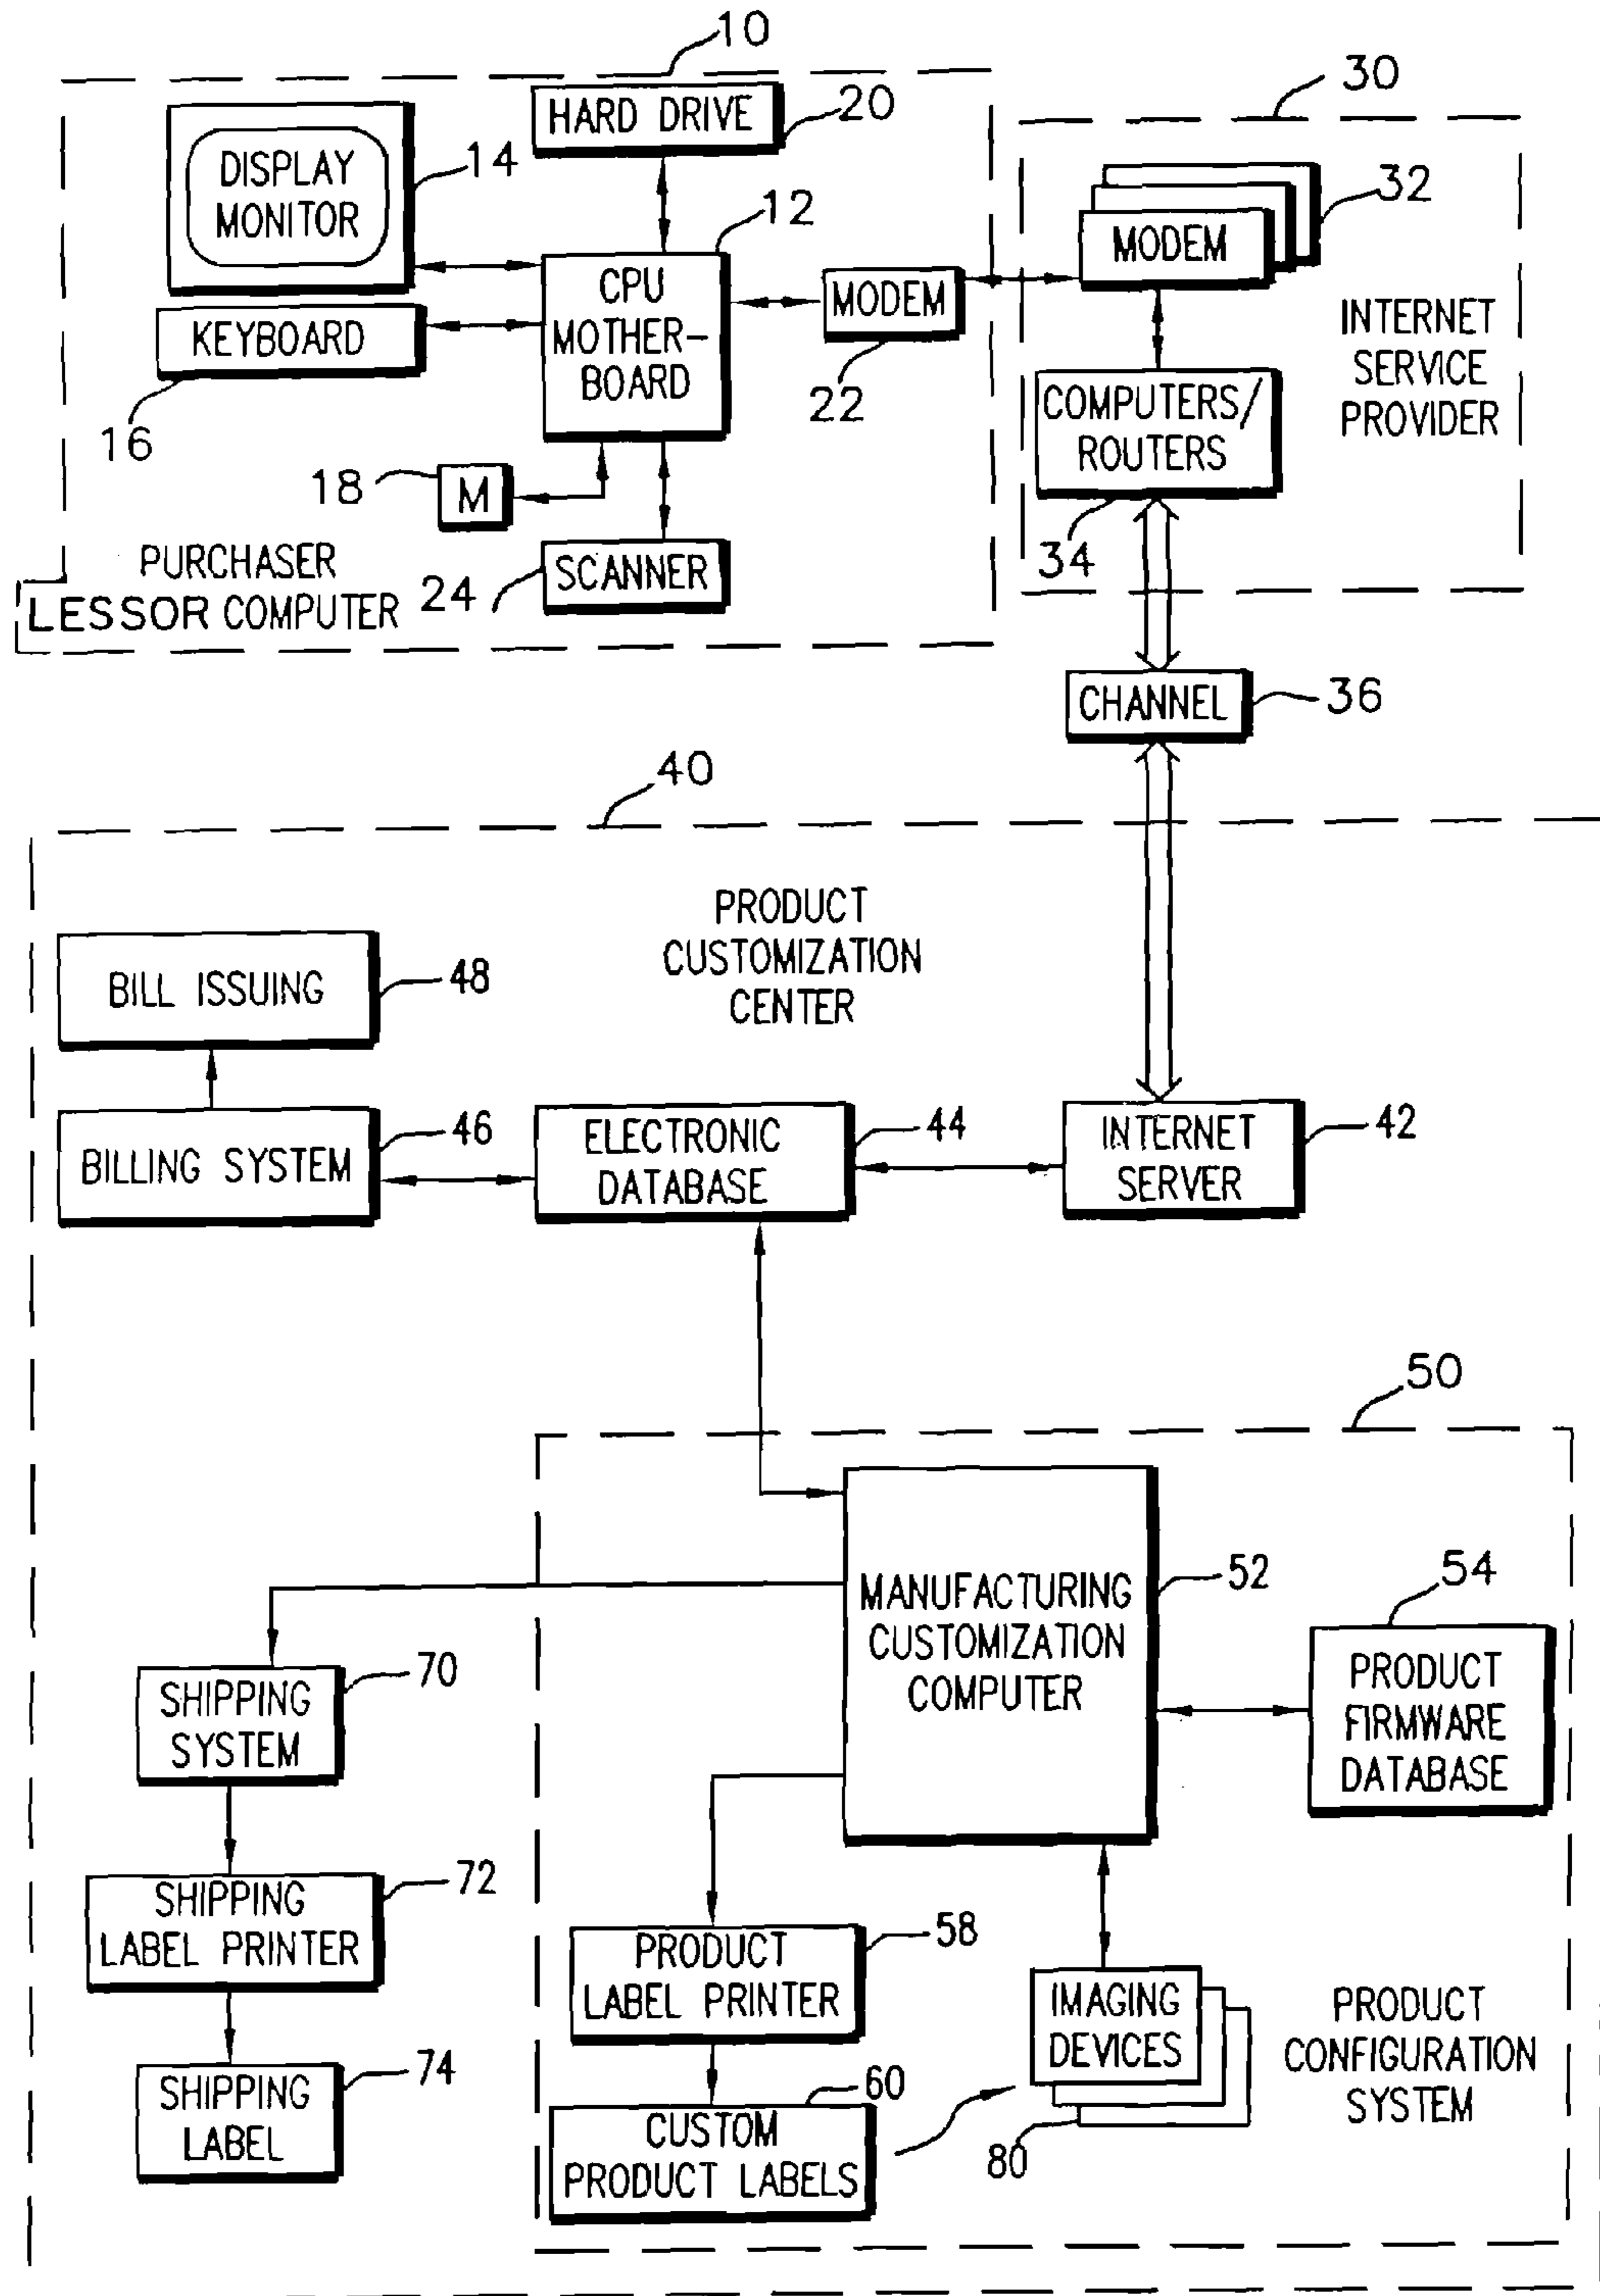 10
HARD DRIVE
20
30
DISPLAY
MONITOR
14
12
32
MODEM
CPU
MOTHER-
BOARD
MODEM
22
KEYBOARD
16
INTERNET
SERVICE
PROVIDER
COMPUTERS/
ROUTERS
34
18
M
SCANNER
24
PURCHASER
LESSOR COMPUTER
CHANNEL
36
40
PRODUCT
CUSTOMIZATION
CENTER
BILL ISSUING
48
BILLING SYSTEM
46
ELECTRONIC
DATABASE
44
INTERNET
SERVER
42
50
MANUFACTURING
CUSTOMIZATION
COMPUTER
52
54
PRODUCT
FIRMWARE
DATABASE
SHIPPING
SYSTEM
70
SHIPPING
LABEL PRINTER
72
SHIPPING
LABEL
74
PRODUCT
LABEL PRINTER
58
CUSTOM
PRODUCT LABELS
60
IMAGING
DEVICES
80
PRODUCT
CONFIGURATION
SYSTEM